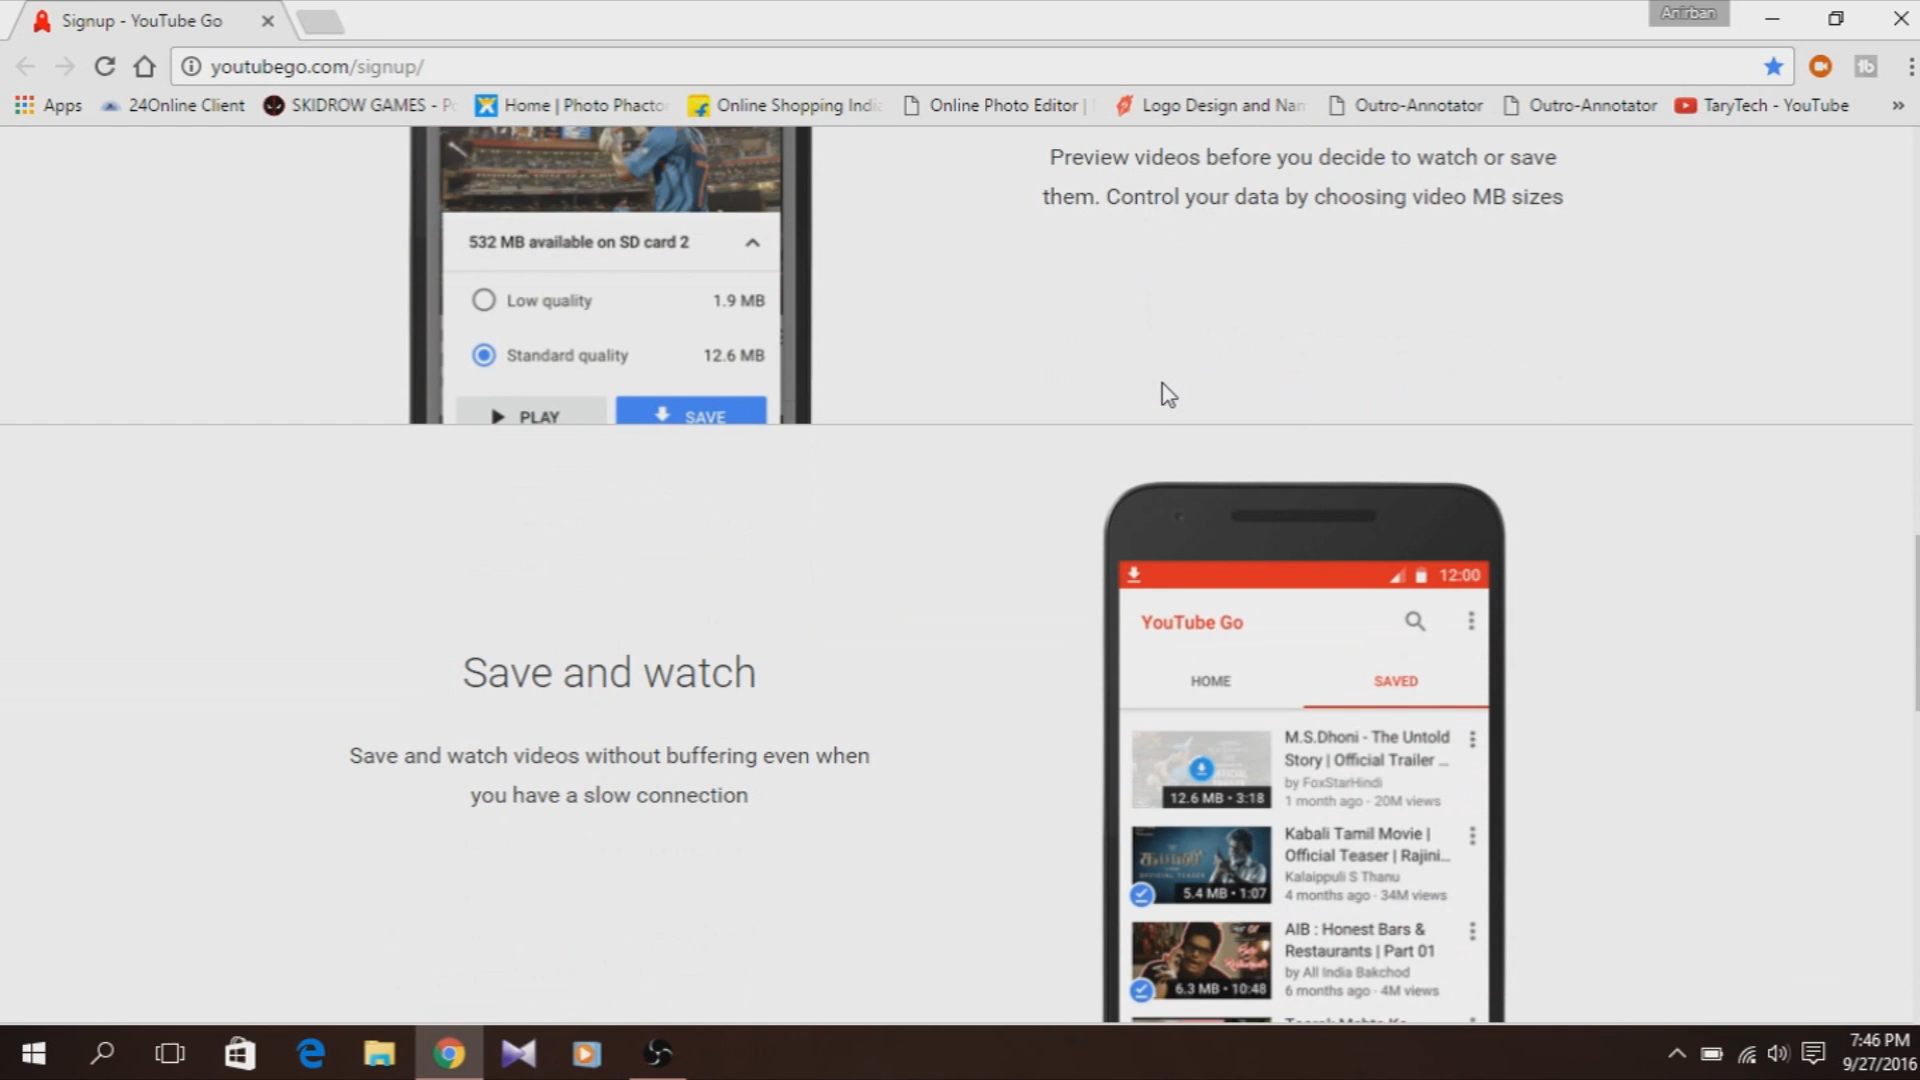 Signup - YouTube Go
Anirban
youtubego.com/signup/
Apps
24Online Client
SKIDROW GAMES - P
Home | Photo Phactor
Online Shopping India
Online Photo Editor |
Logo Design and Nam
Outro-Annotator
Outro-Annotator
TaryTech - YouTube
»
Preview videos before you decide to watch or save
them. Control your data by choosing video MB sizes
532 MB available on SD card 2
Low quality 1.9 MB
Standard quality 12.6 MB
PLAY SAVE
Save and watch
Save and watch videos without buffering even when
you have a slow connection
12:00
YouTube Go
HOME SAVED
12.6 MB • 3:18
M.S.Dhoni - The Untold
Story | Official Trailer ...
by FoxStarHindi
1 month ago - 20M views
கபாலி
5.4 MB • 1:07
Kabali Tamil Movie |
Official Teaser | Rajini...
Kalaippuli S Thanu
4 months ago - 34M views
6.3 MB • 10:48
AIB : Honest Bars &
Restaurants | Part 01
by All India Bakchod
6 months ago - 4M views
7:46 PM
9/27/2016